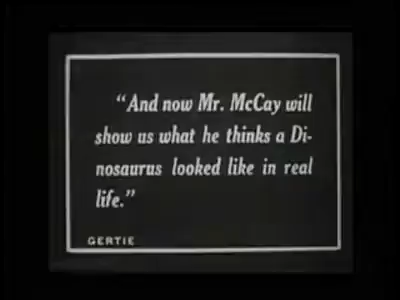 "And now Mr. McCay will
show us what he thinks a Di-
nosaurus looked like in real
life."
GERTIE